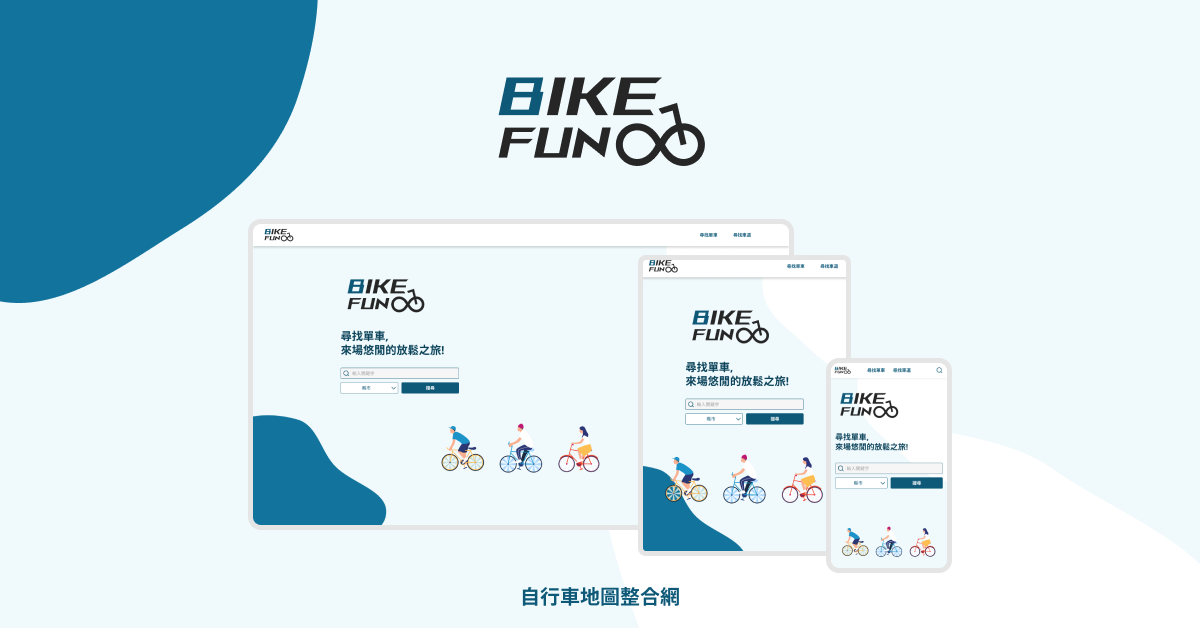 BIKE
FUN
BIKE
FUN
尋找單車
尋找車道
BIKE
FUN
尋找單車,
來場悠閒的放鬆之旅!
輸入關鍵字
縣市
搜尋
BIKE
FUN
尋找單車
尋找車道
BIKE
FUN
尋找單車,
來場悠閒的放鬆之旅!
輸入關鍵字
縣市
搜尋
BIKE
FUN
尋找單車
尋找車道
BIKE
FUN
尋找單車,
來場悠閒的放鬆之旅!
輸入關鍵字
縣市
搜尋
自行車地圖整合網